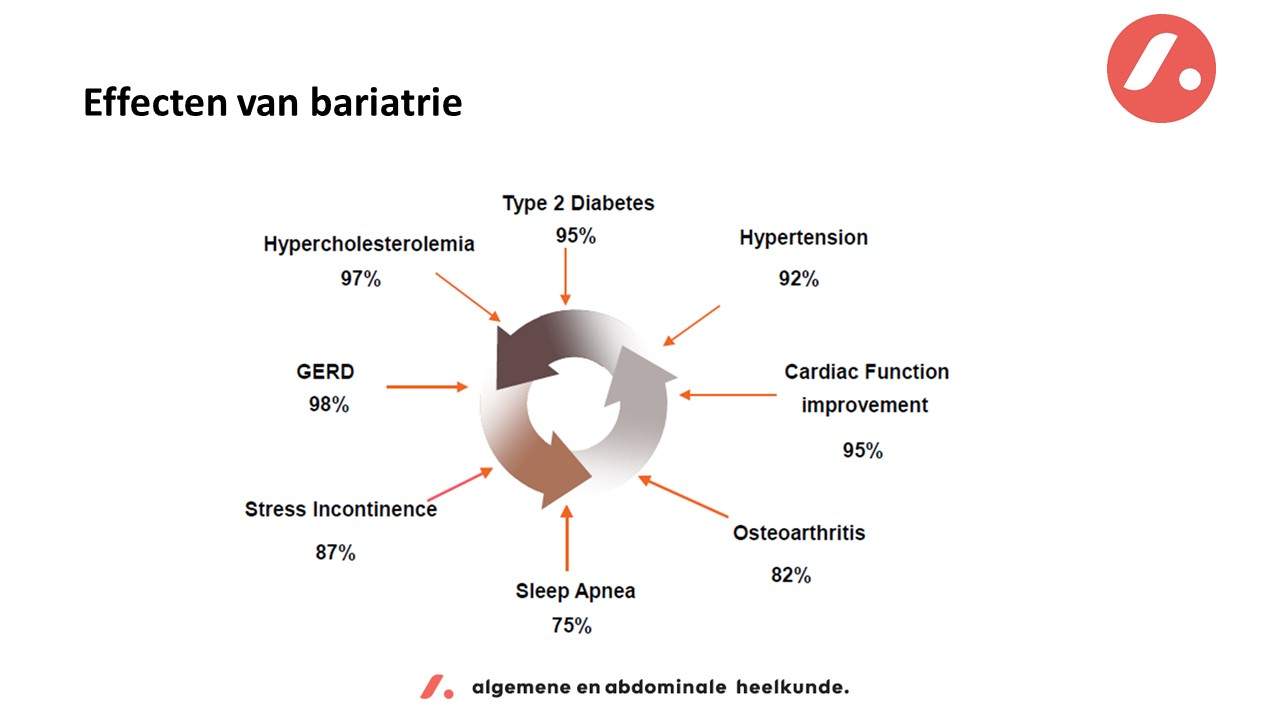 Effecten van bariatrie
Type 2 Diabetes
95%
Hypertension
92%
Cardiac Function
improvement
95%
Osteoarthritis
82%
Sleep Apnea
75%
Stress Incontinence
87%
GERD
98%
Hypercholesterolemia
97%
algemene en abdominale heelkunde.